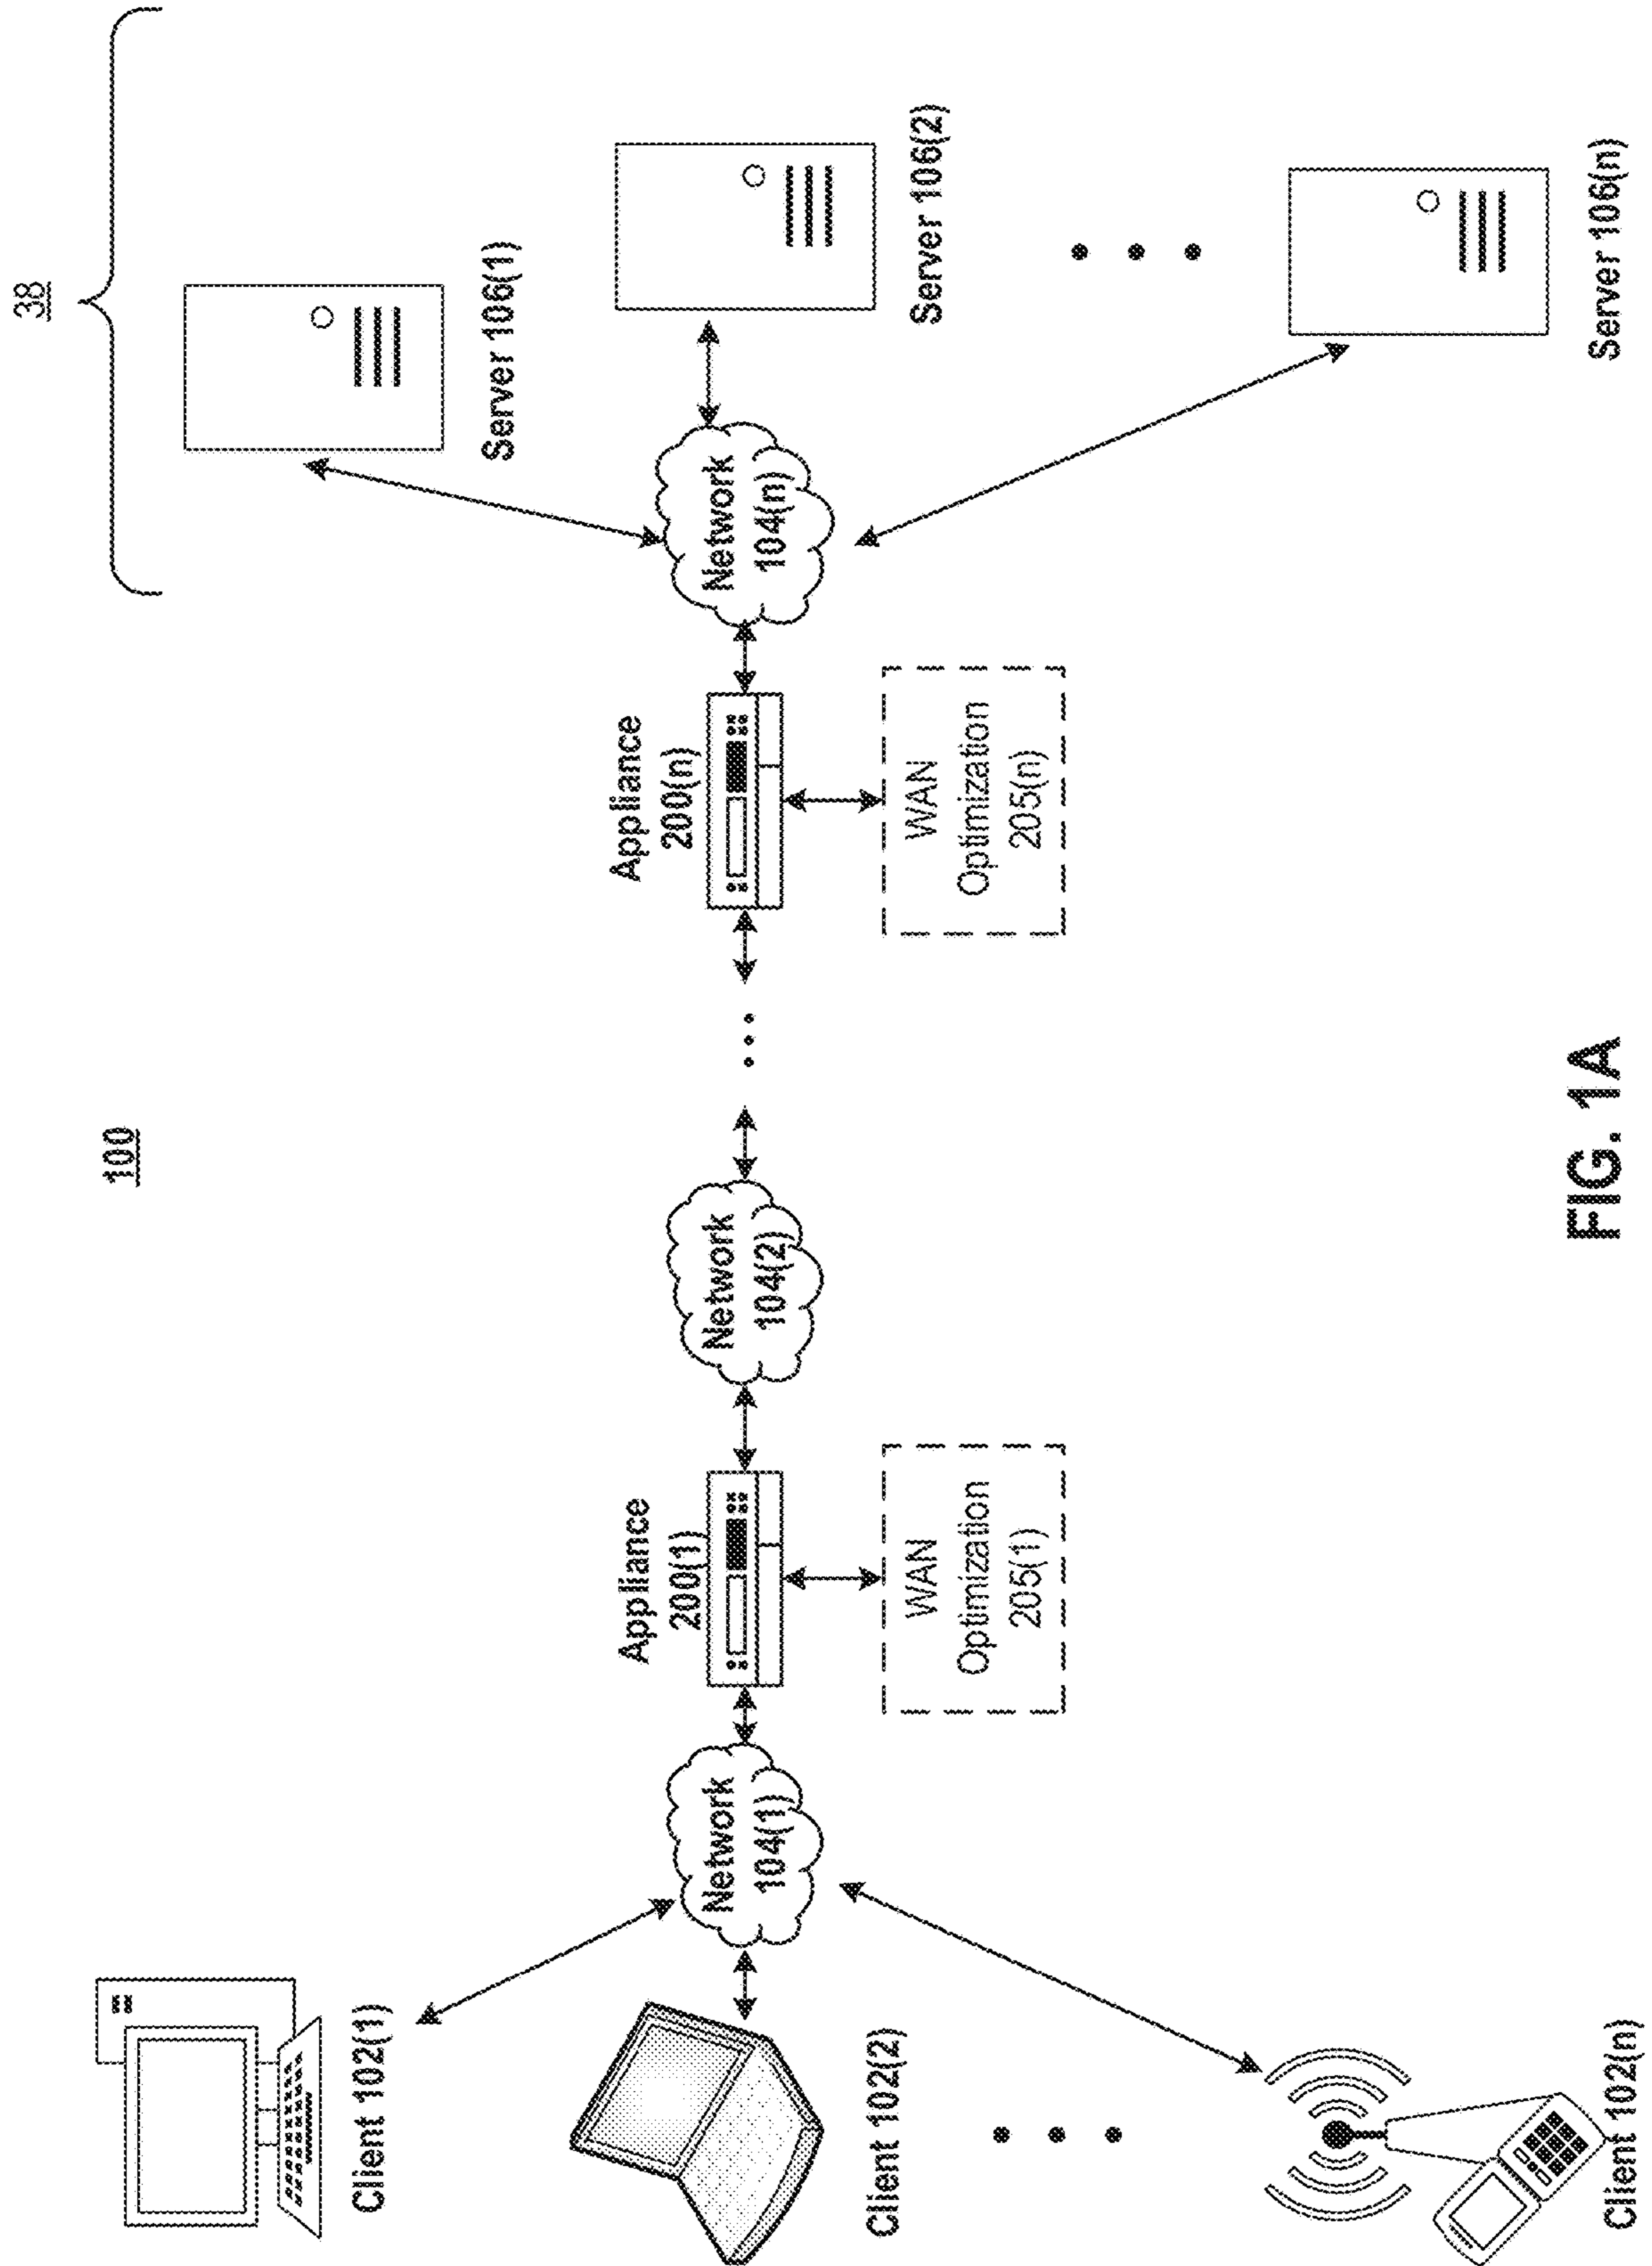 100
38
Client 102(1)
Client 102(2)
Client 102(n)
Network
104(1)
Appliance
200(1)
WAN
Optimization
205(1)
Network
104(2)
Appliance
200(n)
WAN
Optimization
205(n)
Network
104(n)
Server 106(1)
Server 106(2)
Server 106(n)
FIG. 1A